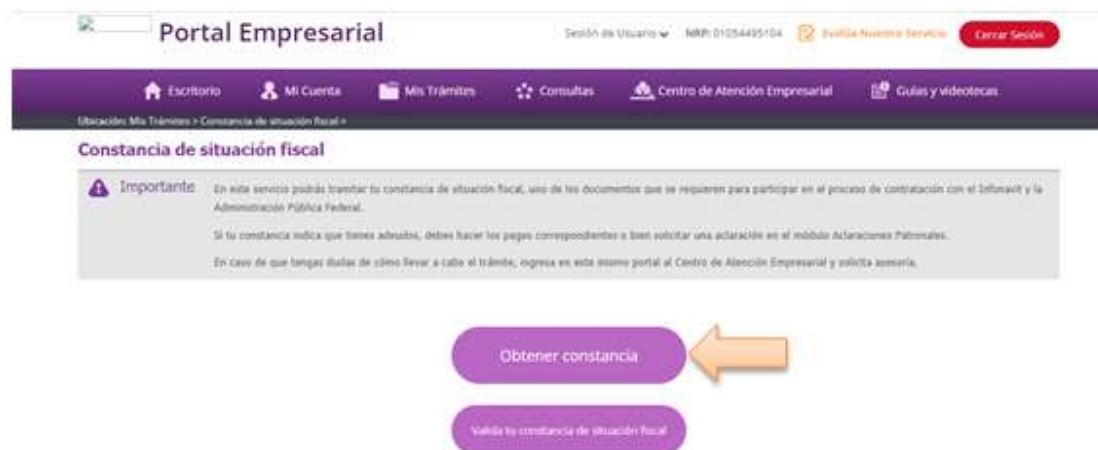 Portal Empresarial
Sesión de Usuario NRP: 01054495104 Evalúa Nuestro Servicio Cerrar Sesión
Escritorio Mi Cuenta Mis Trámites Consultas Centro de Atención Empresarial Guías y videotecas
Ubicación: Mis Trámites > Constancia de situación fiscal >
Constancia de situación fiscal
Importante En este servicio podrás tramitar tu constancia de situación fiscal, uno de los documentos que se requieren para participar en el proceso de contratación con el Infonavit y la
Administración Pública Federal.
Si tu constancia indica que tienes adeudos, debes hacer los pagos correspondientes o bien solicitar una aclaración en el módulo Aclaraciones Patronales.
En caso de que tengas dudas de cómo llevar a cabo el trámite, ingresa en este mismo portal al Centro de Atención Empresarial y solicita asesoría.
Obtener constancia
Valida tu constancia de situación fiscal